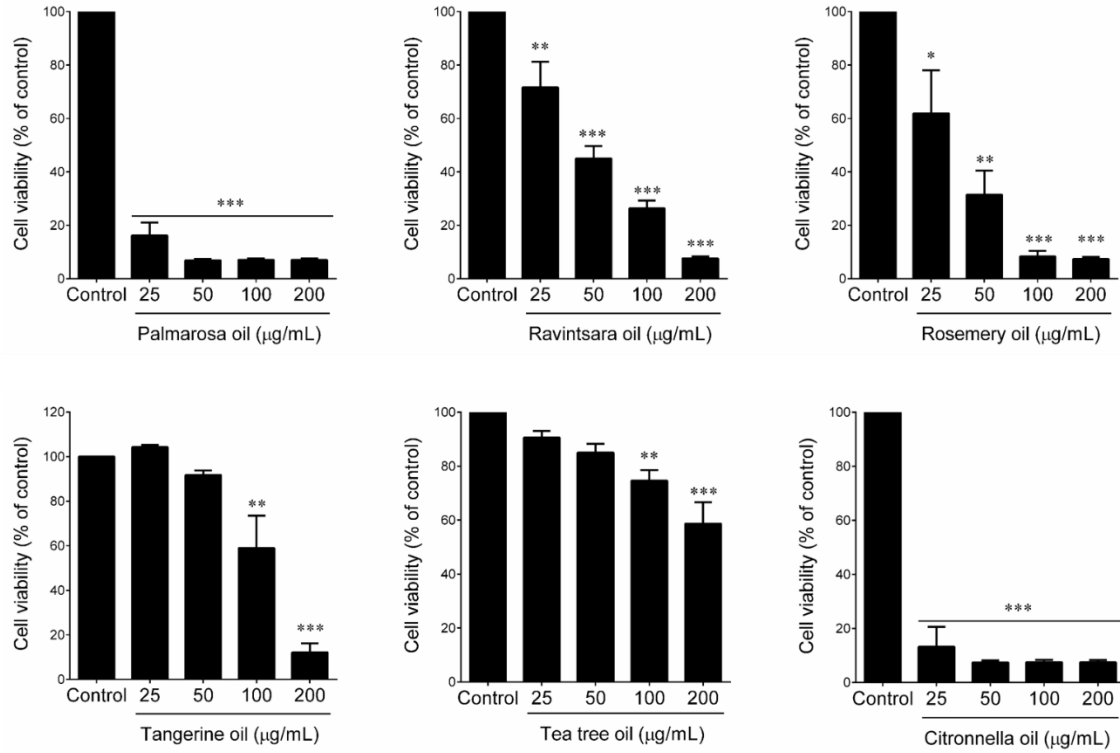 Cell viability (% of control)
100
80
60
40
20
0
***
Control 25 50 100 200
Palmarosa oil (µg/mL)
Cell viability (% of control)
100
80
60
40
20
0
**
***
***
***
Control 25 50 100 200
Ravintsara oil (µg/mL)
Cell viability (% of control)
100
80
60
40
20
0
*
**
***
***
Control 25 50 100 200
Rosemery oil (µg/mL)
Cell viability (% of control)
120
100
80
60
40
20
0
**
***
Control 25 50 100 200
Tangerine oil (µg/mL)
Cell viability (% of control)
100
80
60
40
20
0
**
***
Control 25 50 100 200
Tea tree oil (µg/mL)
Cell viability (% of control)
100
80
60
40
20
0
***
Control 25 50 100 200
Citronnella oil (µg/mL)